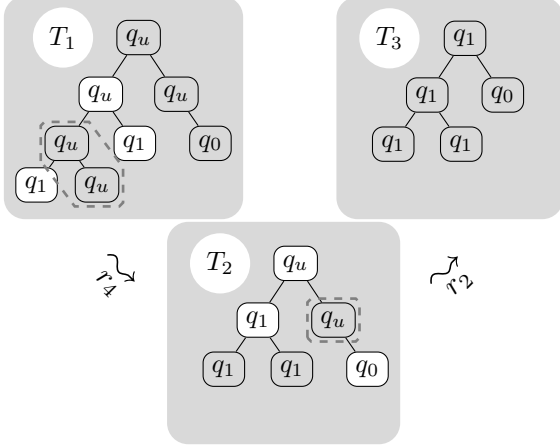 T₁ qᵤ
qᵤ qᵤ
qᵤ q₁ q₀
q₁ qᵤ
T₃ q₁
q₁ q₀
q₁ q₁
r₄
T₂ qᵤ
q₁ qᵤ
q₁ q₁ q₀
r₂